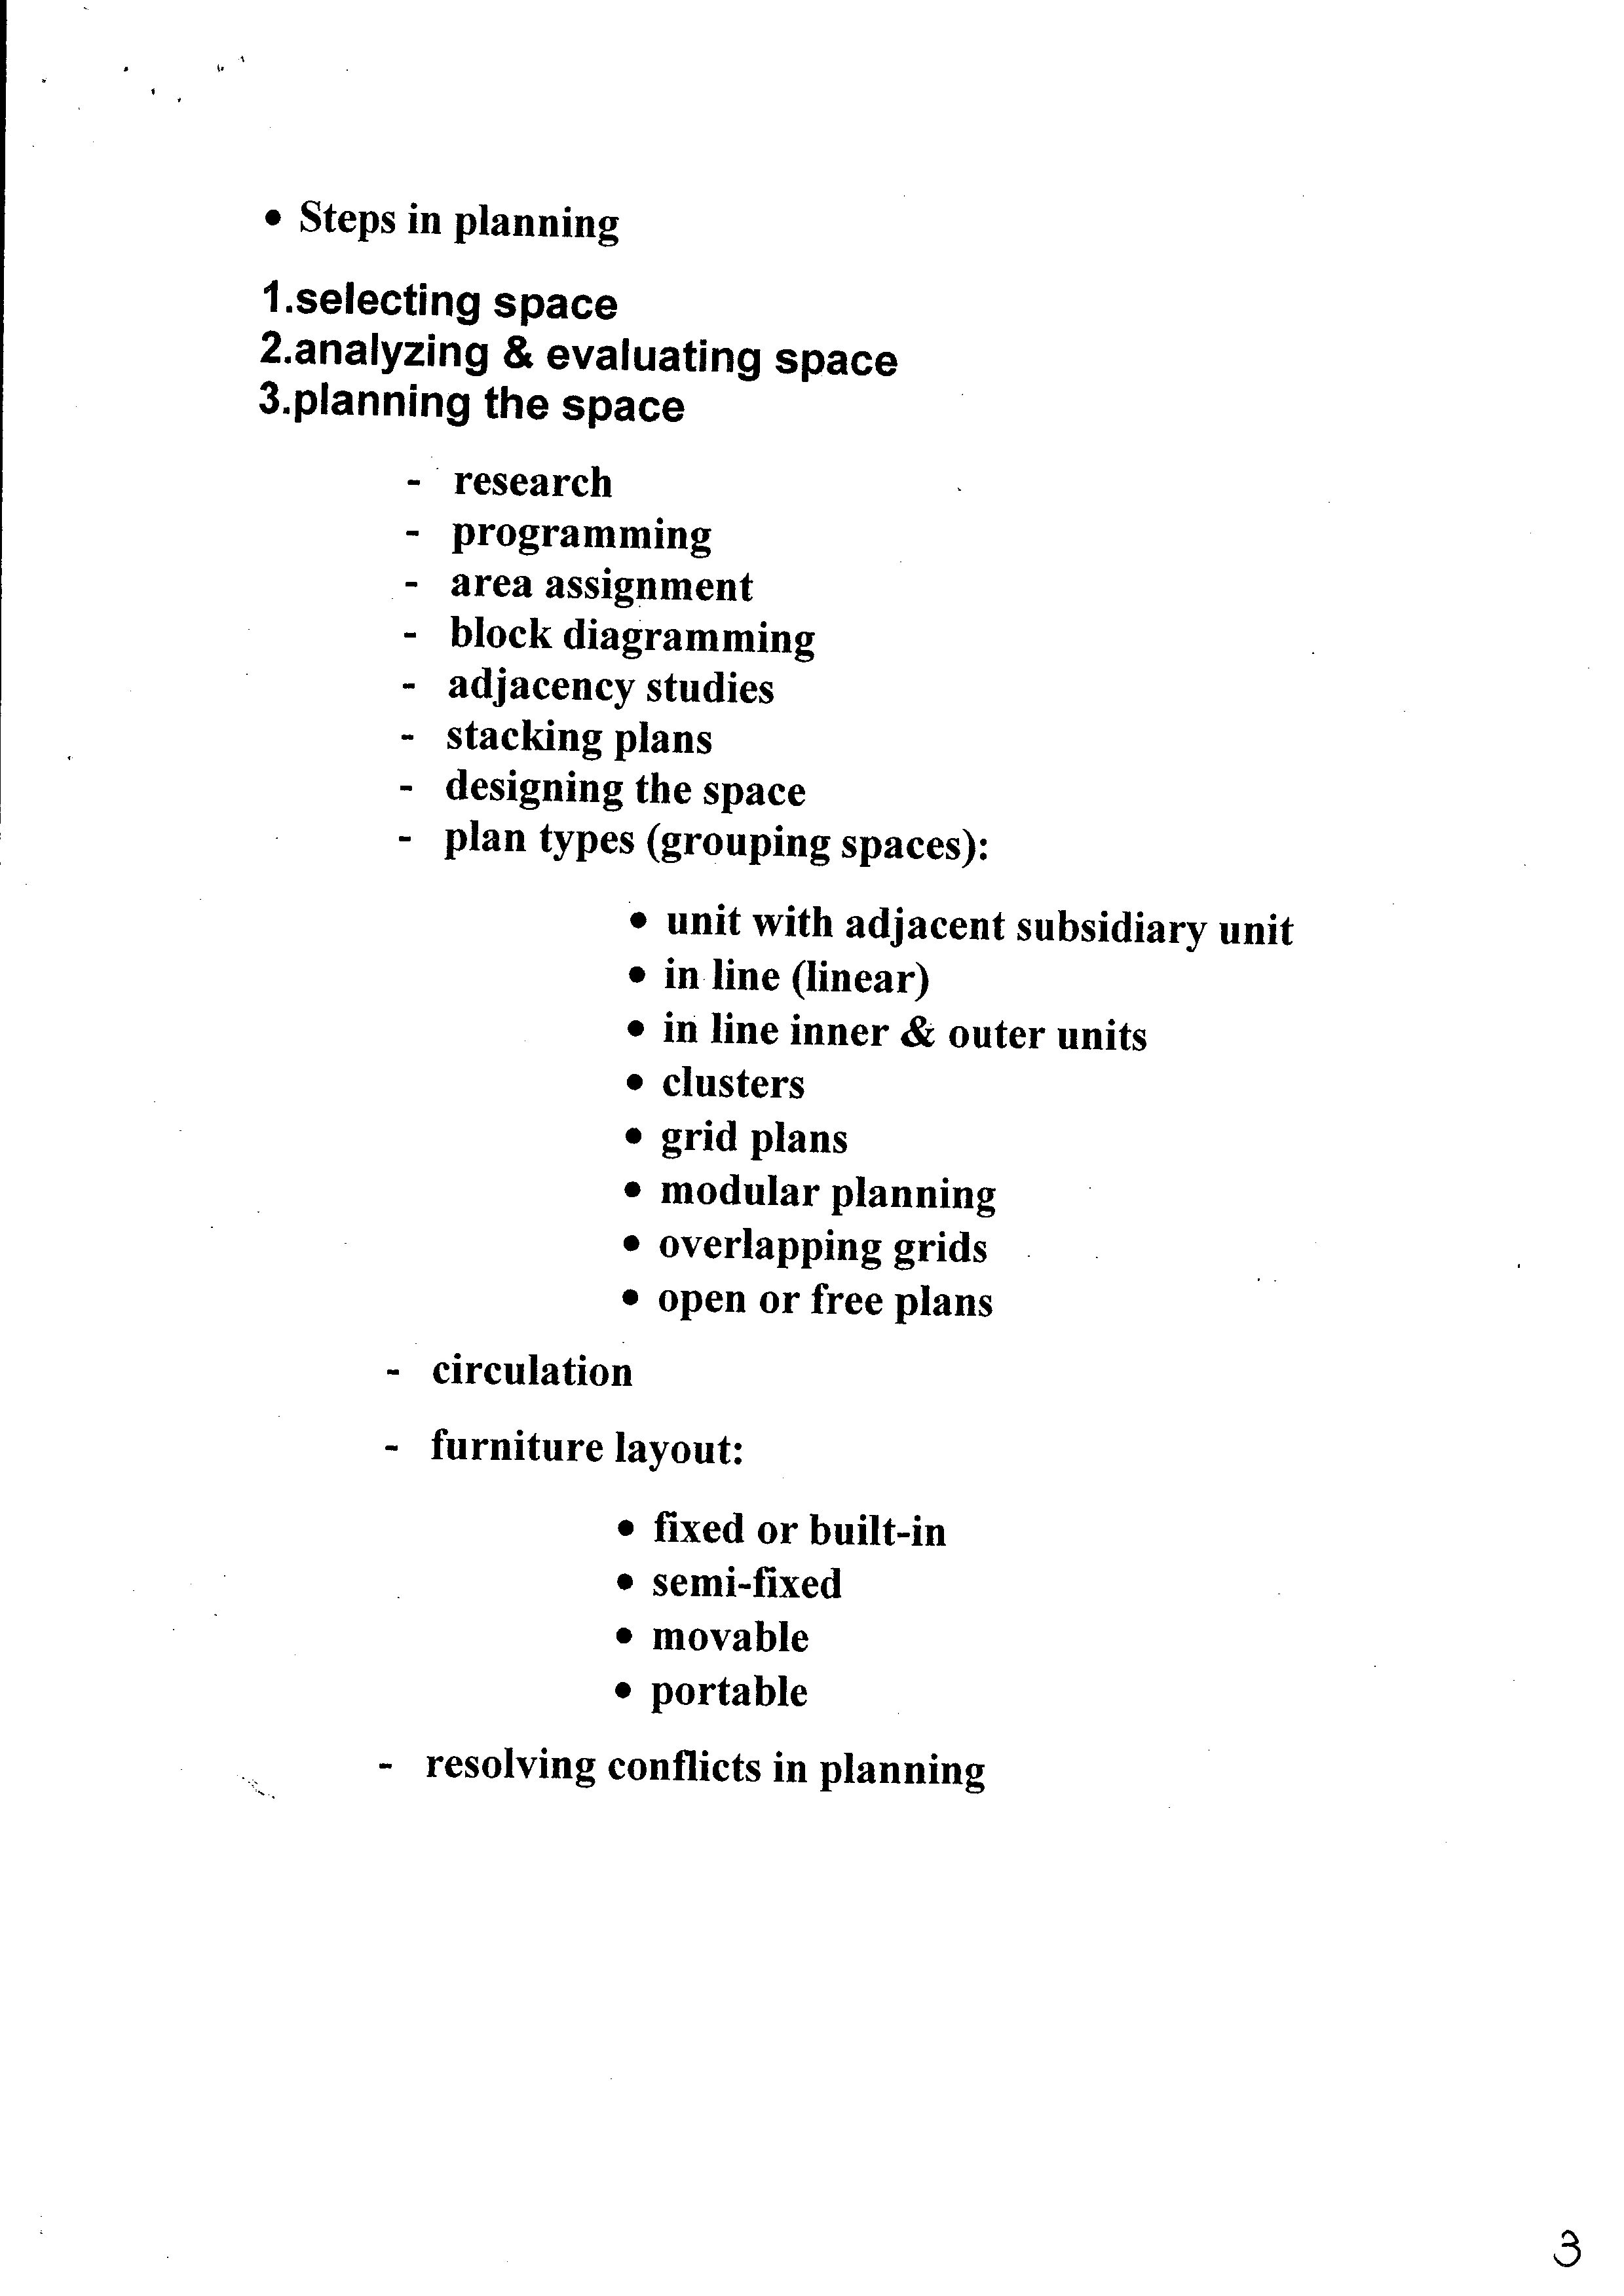 • Steps in planning
1.selecting space
2.analyzing & evaluating space
3.planning the space
- research
- programming
- area assignment
- block diagramming
- adjacency studies
- stacking plans
- designing the space
- plan types (grouping spaces):
• unit with adjacent subsidiary unit
• in line (linear)
• in line inner & outer units
• clusters
• grid plans
• modular planning
• overlapping grids
• open or free plans
- circulation
- furniture layout:
• fixed or built-in
• semi-fixed
• movable
• portable
- resolving conflicts in planning
3